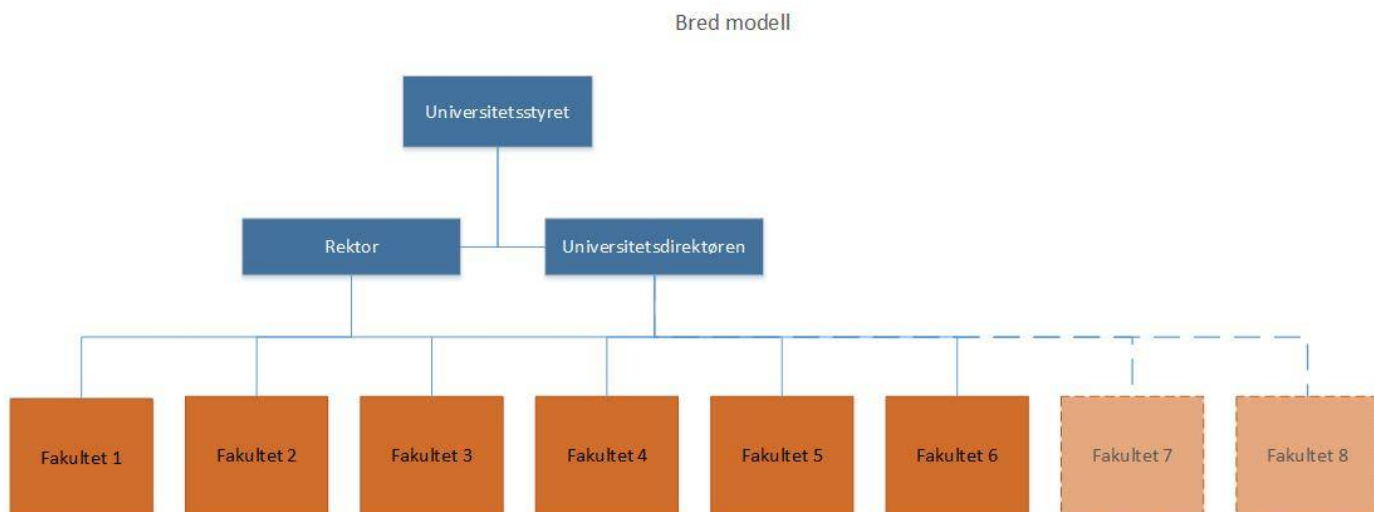 Bred modell
Universitetsstyret
Rektor
Universitetsdirektøren
Fakultet 1
Fakultet 2
Fakultet 3
Fakultet 4
Fakultet 5
Fakultet 6
Fakultet 7
Fakultet 8